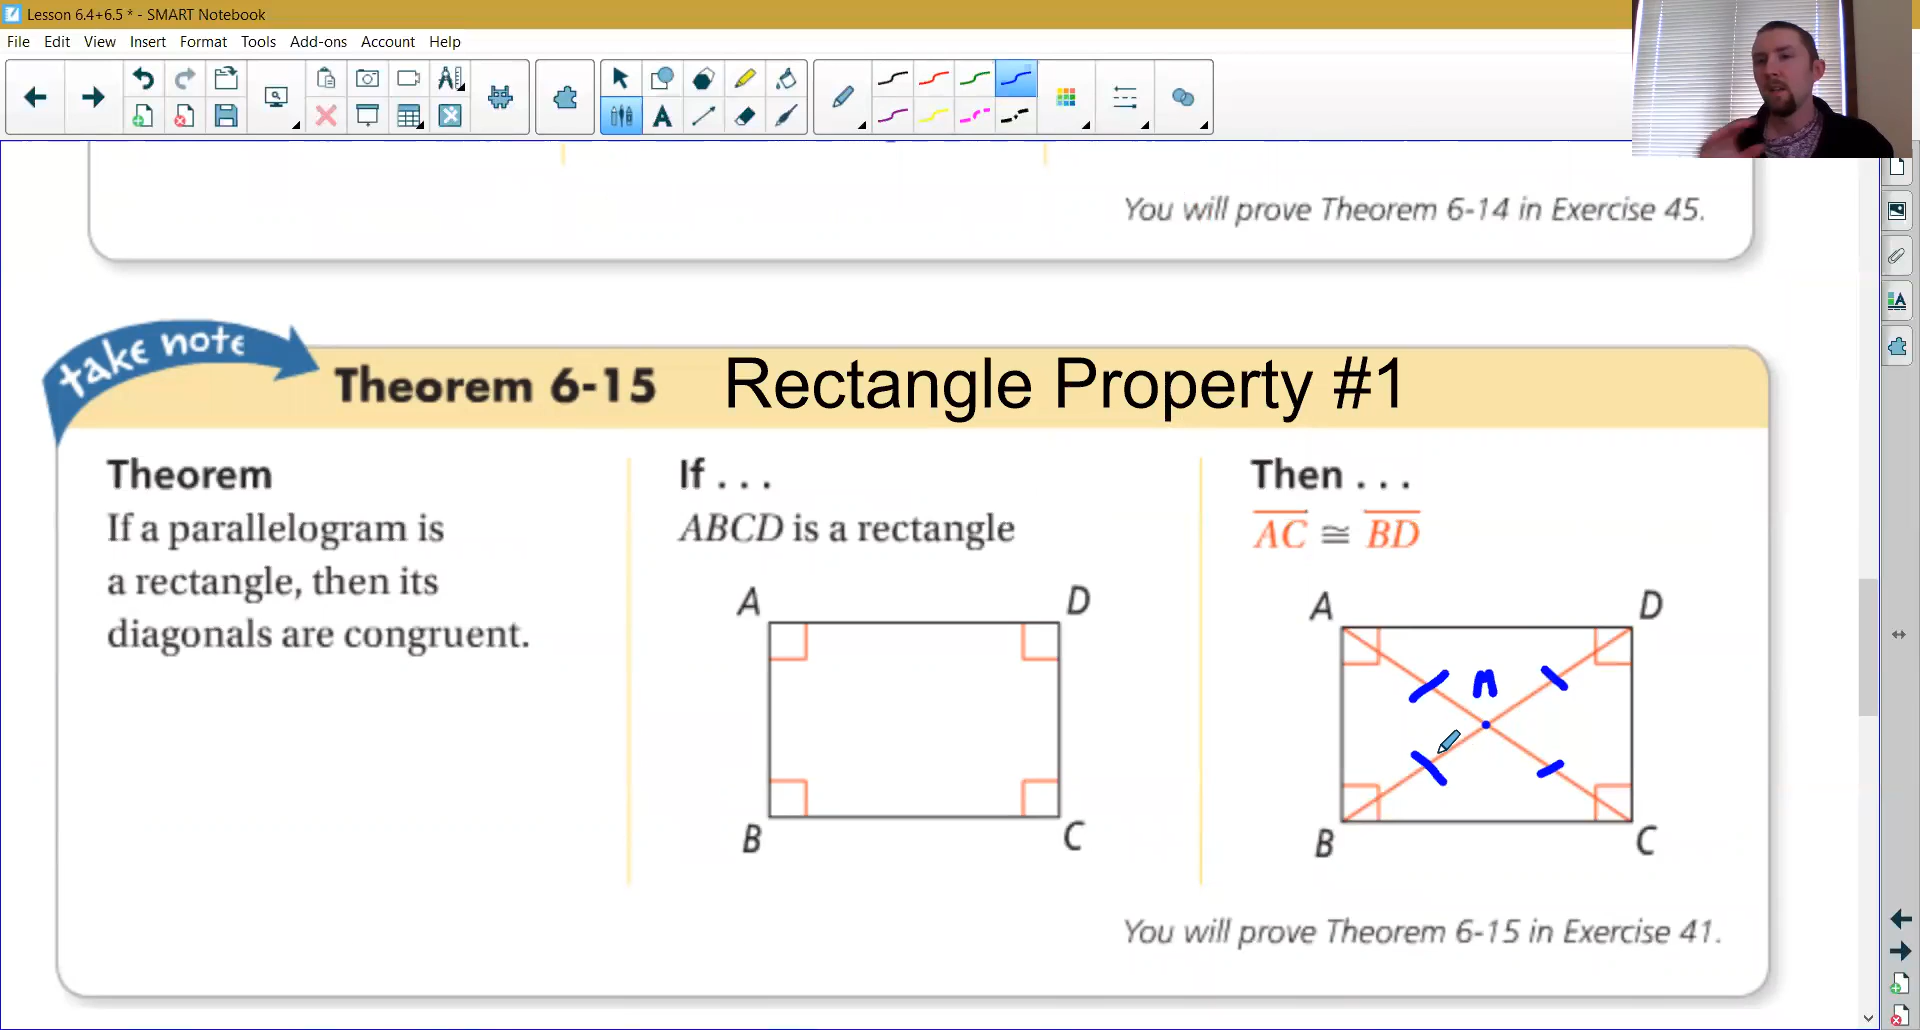 Lesson 6.4+6.5 * - SMART Notebook
File Edit View Insert Format Tools Add-ons Account Help
You will prove Theorem 6-14 in Exercise 45.
take note
Theorem 6-15 Rectangle Property #1
Theorem
If a parallelogram is
a rectangle, then its
diagonals are congruent.
If . . .
ABCD is a rectangle
A D
B C
Then . . .
AC ≅ BD
A D
M
B C
You will prove Theorem 6-15 in Exercise 41.